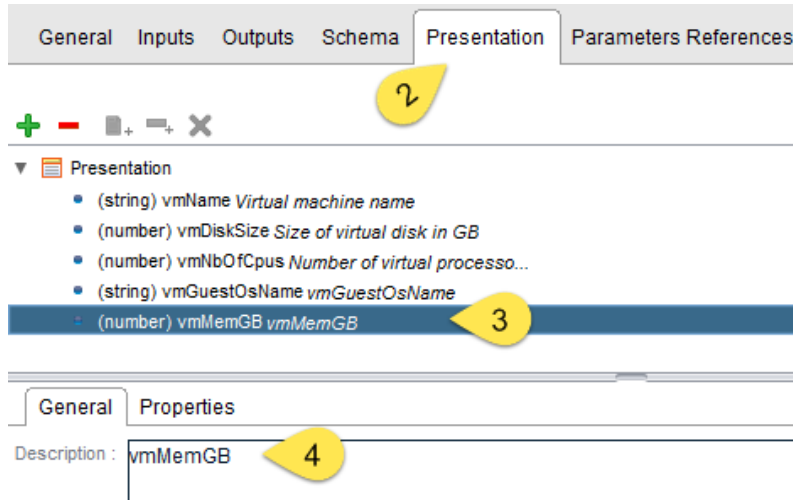 General Inputs Outputs Schema Presentation Parameters References
2
Presentation
(string) vmName Virtual machine name
(number) vmDiskSize Size of virtual disk in GB
(number) vmNbOfCpus Number of virtual processo...
(string) vmGuestOsName vmGuestOsName
(number) vmMemGB vmMemGB 3
General Properties
Description : vmMemGB 4